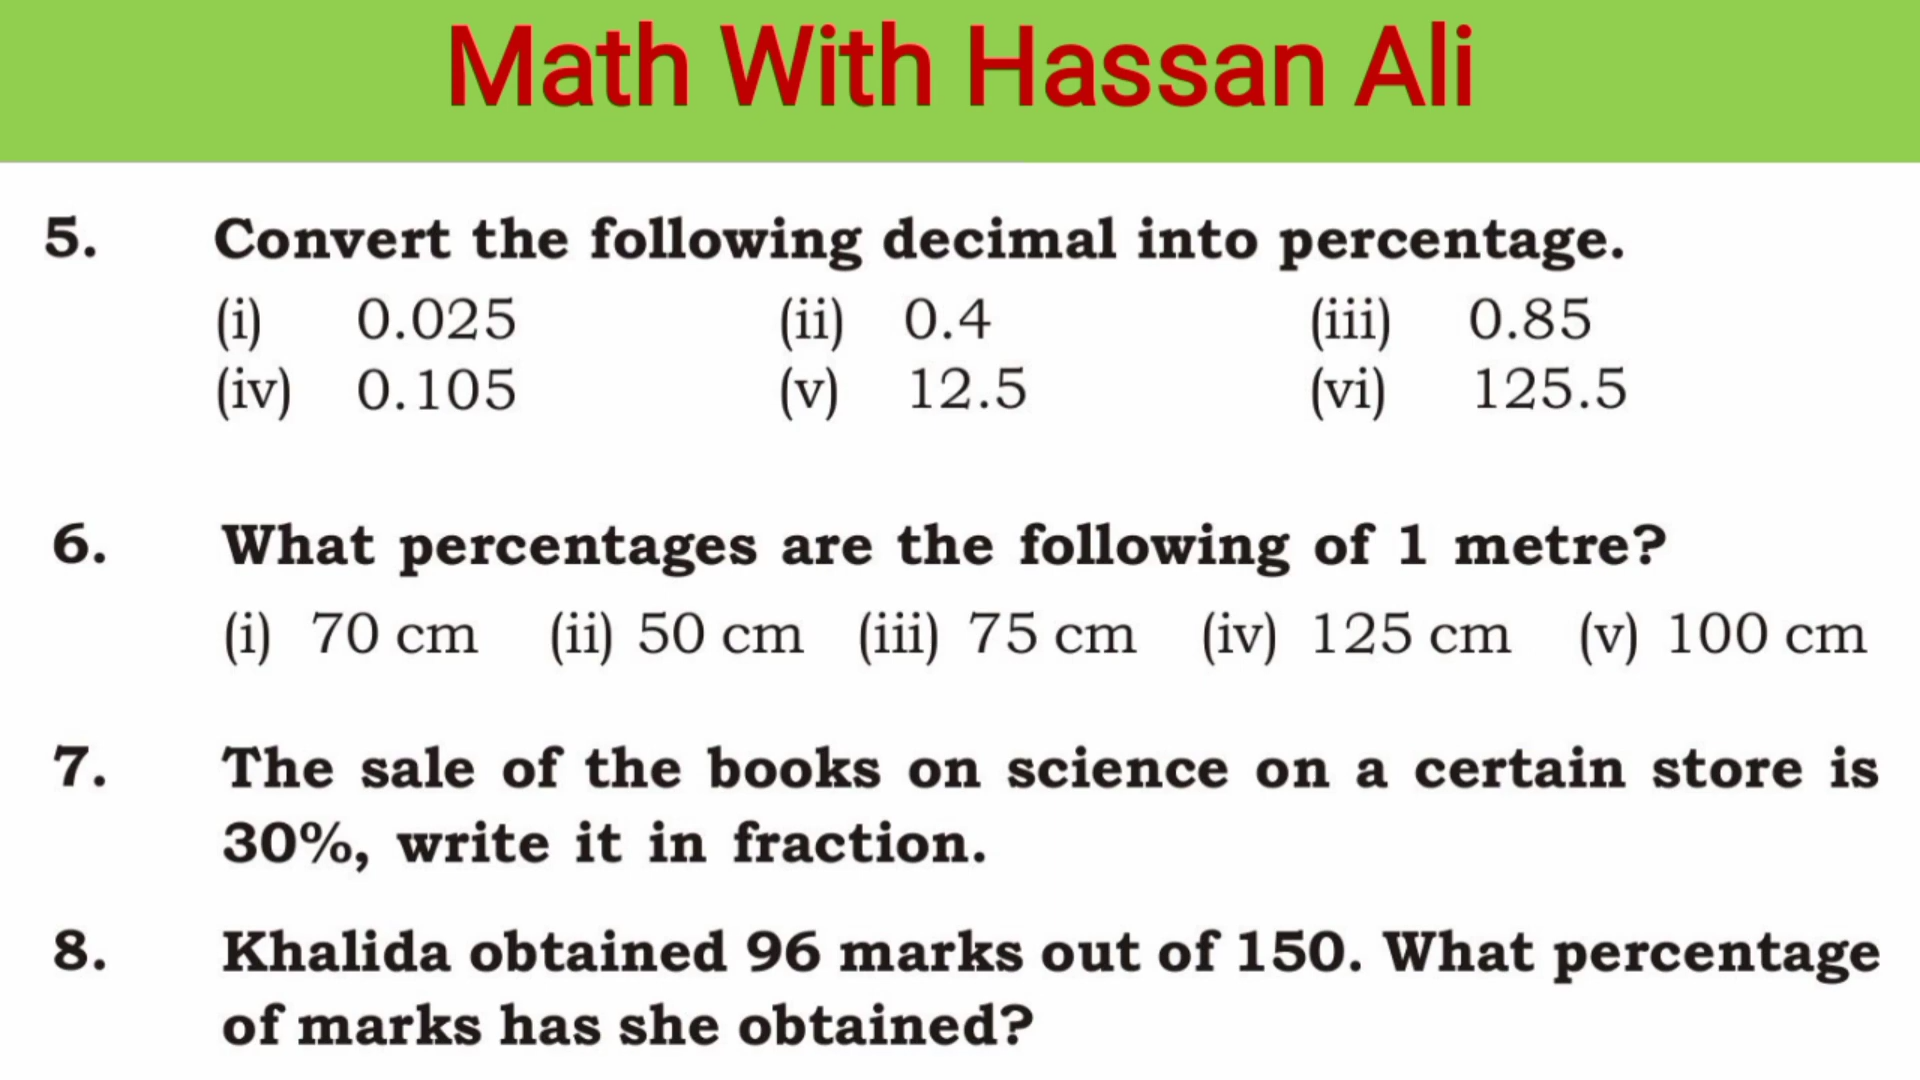 Math With Hassan Ali
5. Convert the following decimal into percentage.
(i) 0.025 (ii) 0.4 (iii) 0.85
(iv) 0.105 (v) 12.5 (vi) 125.5
6. What percentages are the following of 1 metre?
(i) 70 cm (ii) 50 cm (iii) 75 cm (iv) 125 cm (v) 100 cm
7. The sale of the books on science on a certain store is
30%, write it in fraction.
8. Khalida obtained 96 marks out of 150. What percentage
of marks has she obtained?